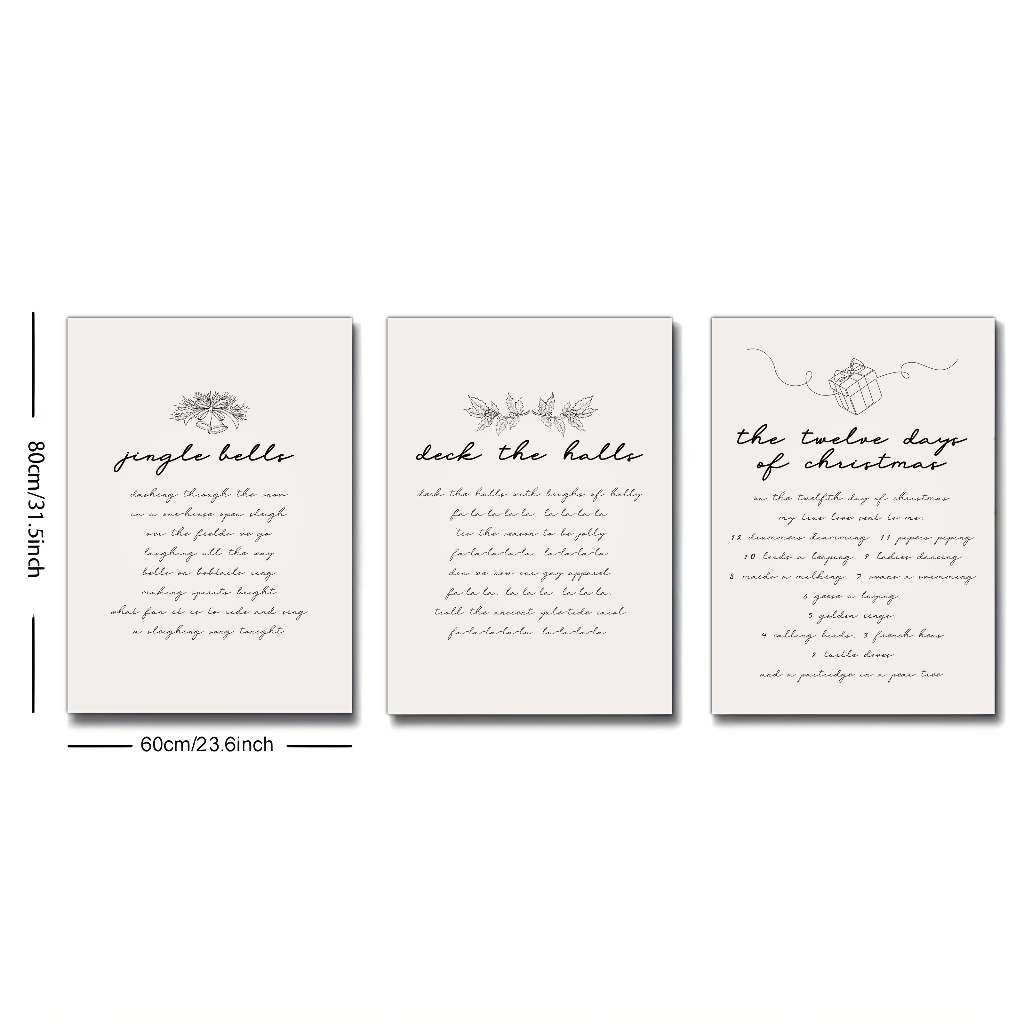 80cm/31.5inch
60cm/23.6inch
jingle bells
dashing through the snow
in a one-horse open sleigh
over the fields we go
laughing all the way
bells on bobtails ring
making spirits bright
what fun it is to ride and sing
a sleighing song tonight
deck the halls
deck the halls with boughs of holly
fa-la-la-la-la, la-la-la-la
'tis the season to be jolly
fa-la-la-la-la, la-la-la-la
don we now our gay apparel
fa-la-la, la-la-la, la-la-la,
troll the ancient yule-tide carol
fa-la-la-la-la, la-la-la-la
the twelve days
of christmas
on the twelfth day of christmas
my true love sent to me:
12 drummers drumming 11 pipers piping
10 lords a leaping, 9 ladies dancing
8 maids a milking, 7 swans a swimming
6 geese a laying,
5 golden rings,
4 calling birds, 3 french hens
2 turtle doves
and a partridge in a pear tree